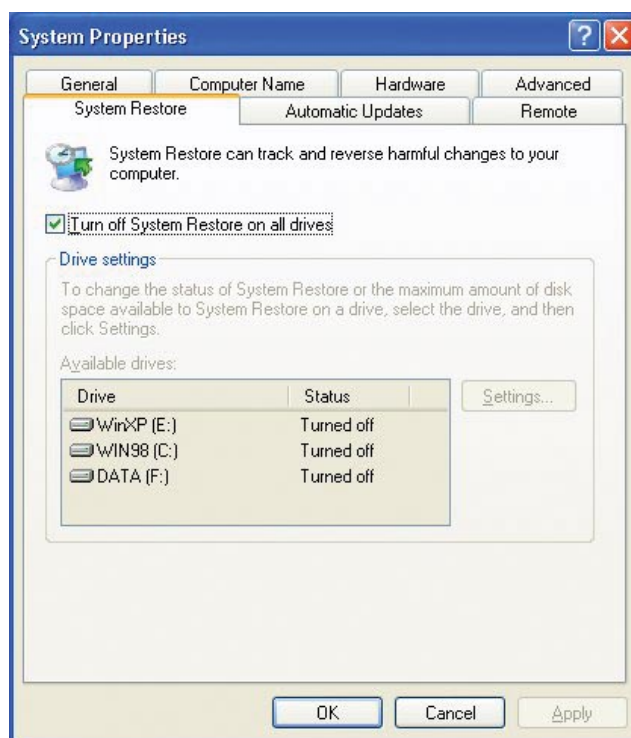 System Properties
General Computer Name Hardware Advanced
System Restore Automatic Updates Remote
System Restore can track and reverse harmful changes to your
computer.
Turn off System Restore on all drives
Drive settings
To change the status of System Restore or the maximum amount of disk
space available to System Restore on a drive, select the drive, and then
click Settings.
Available drives:
Drive Status
Settings...
WinXP (E:) Turned off
WIN98 (C:) Turned off
DATA (F:) Turned off
OK Cancel Apply